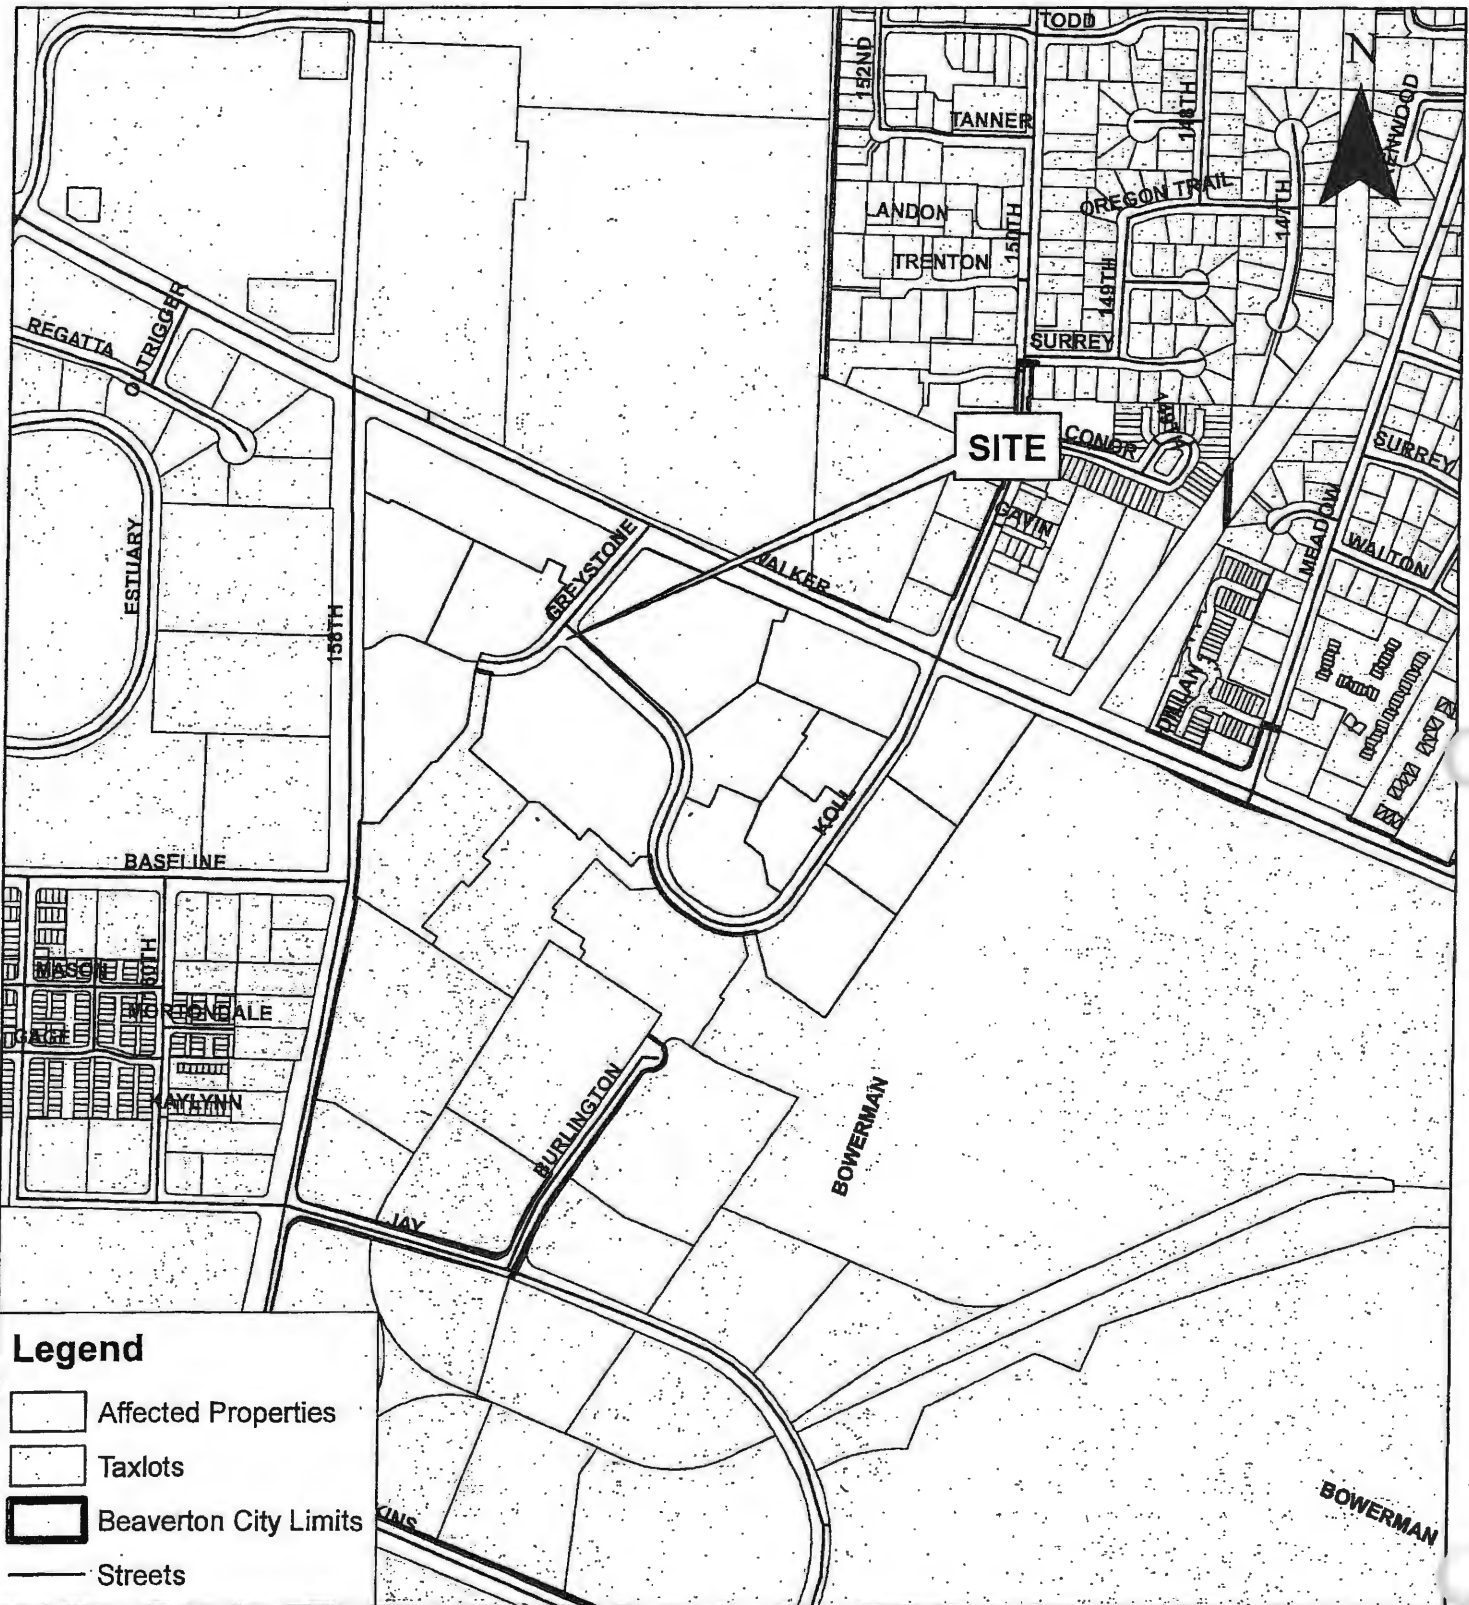 TODD
152ND
N
TANNER
148TH
OREGON TRAIL
147TH
LANDON
150TH
TRENTON
149TH
SURREY
REGATTA
SITE
CONOR
SURREY
GAVIN
MEADOW
WALTON
ESTUARY
GREYSTONE
WALKER
158TH
KOLL
BASELINE
MASON
MORTONDALE
GAGE
KAYLYNN
BURLINGTON
BOWERMAN
JAY
Legend
Affected Properties
Taxlots
Beaverton City Limits
Streets
KINS
BOWERMAN